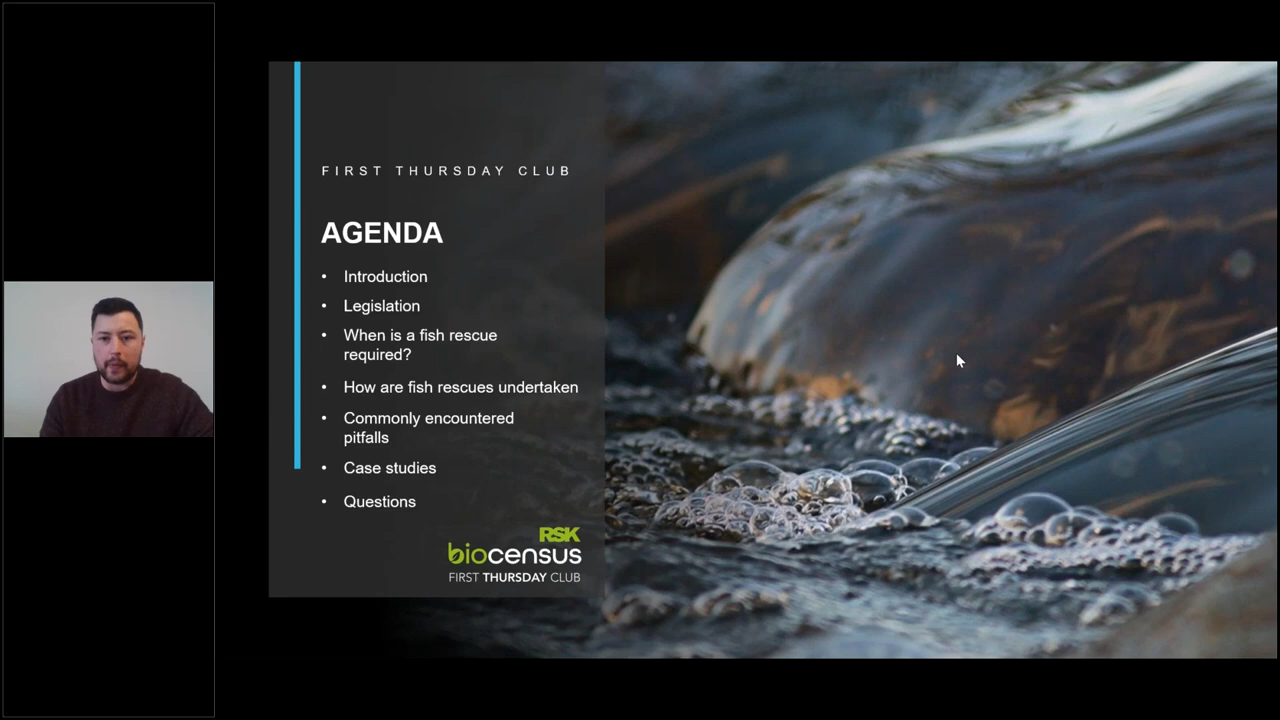 FIRST THURSDAY CLUB
AGENDA
• Introduction
• Legislation
• When is a fish rescue
required?
• How are fish rescues undertaken
• Commonly encountered
pitfalls
• Case studies
• Questions
RSK
biocensus
FIRST THURSDAY CLUB